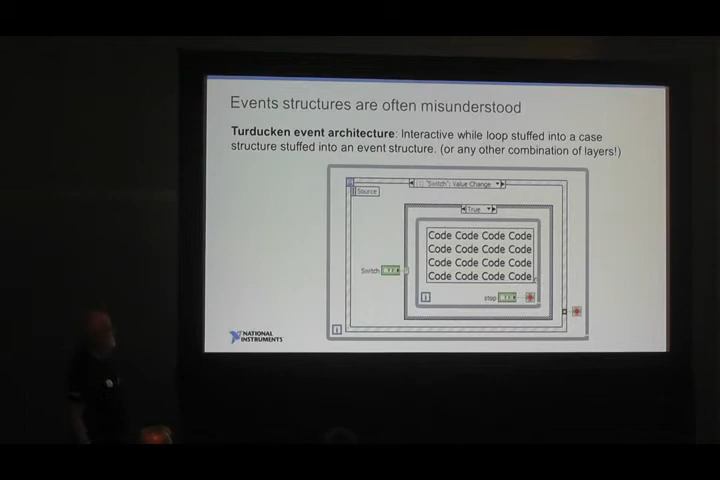 Events structures are often misunderstood
Turducken event architecture: Interactive while loop stuffed into a case
structure stuffed into an event structure. (or any other combination of layers!)
"Switch": Value Change
Source
True
Code Code Code Code
Code Code Code Code
Code Code Code Code
Code Code Code Code
Switch
stop
i
i
NATIONAL
INSTRUMENTS